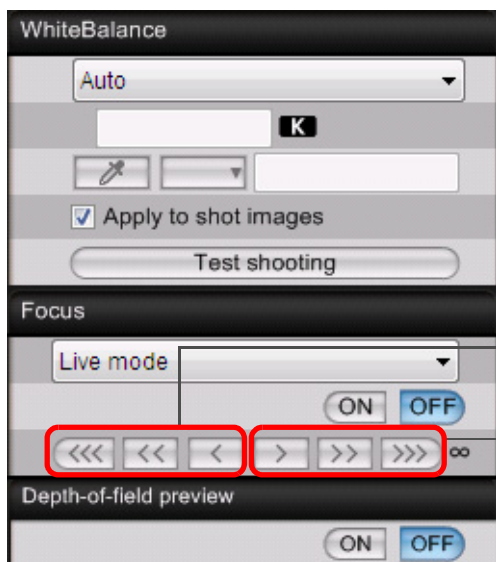 WhiteBalance
Auto
K
Apply to shot images
Test shooting
Focus
Live mode
ON OFF
<<< << < > >> >>> ∞
Depth-of-field preview
ON OFF